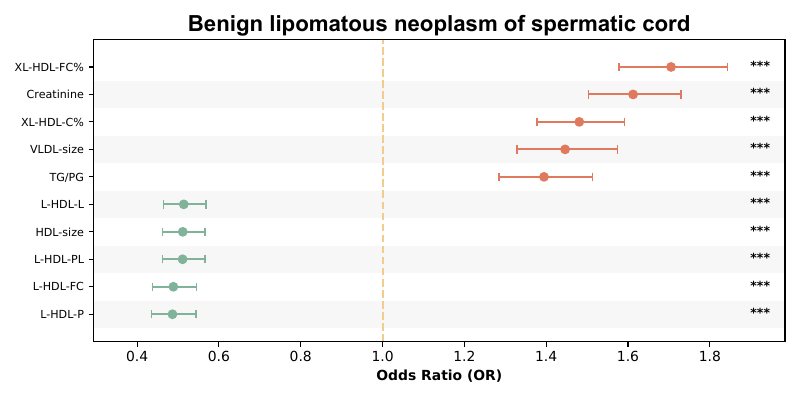 Benign lipomatous neoplasm of spermatic cord
XL-HDL-FC% ***
Creatinine ***
XL-HDL-C% ***
VLDL-size ***
TG/PG ***
L-HDL-L ***
HDL-size ***
L-HDL-PL ***
L-HDL-FC ***
L-HDL-P ***
0.4 0.6 0.8 1.0 1.2 1.4 1.6 1.8
Odds Ratio (OR)